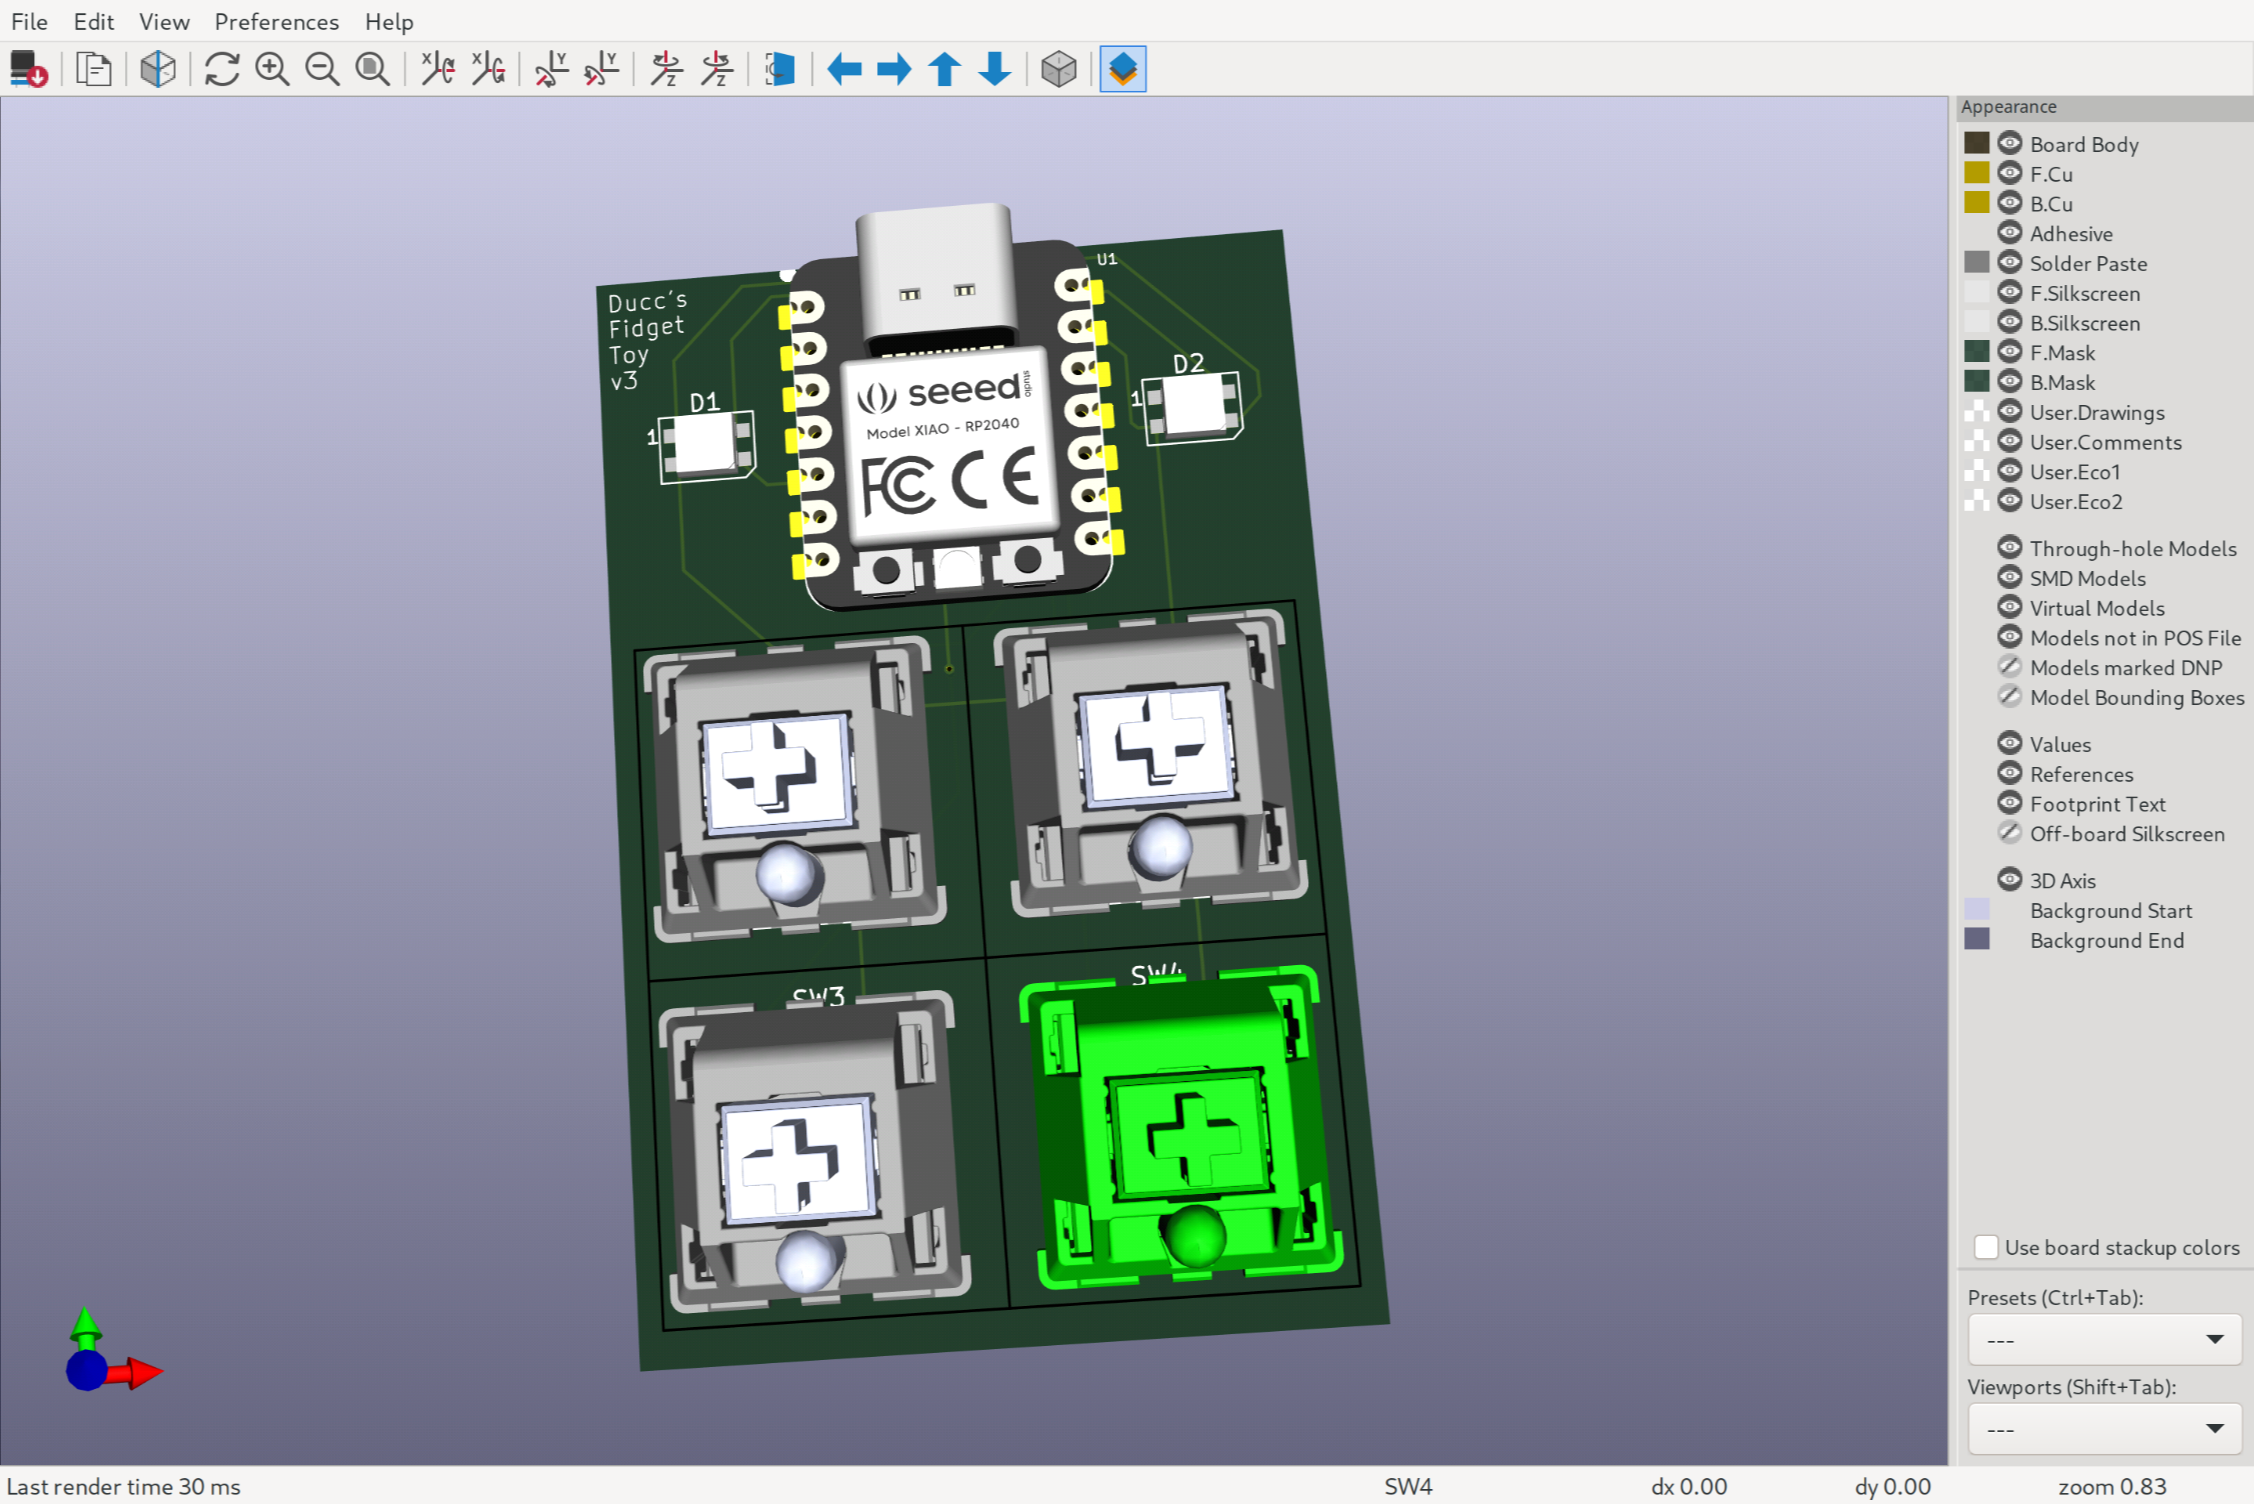 File Edit View Preferences Help
Appearance
Board Body
F.Cu
B.Cu
Adhesive
Solder Paste
F.Silkscreen
B.Silkscreen
F.Mask
B.Mask
User.Drawings
User.Comments
User.Eco1
User.Eco2
Through-hole Models
SMD Models
Virtual Models
Models not in POS File
Models marked DNP
Model Bounding Boxes
Values
References
Footprint Text
Off-board Silkscreen
3D Axis
Background Start
Background End
Use board stackup colors
Presets (Ctrl+Tab):
---
Viewports (Shift+Tab):
---
Ducc's
Fidget
Toy
v3
U1
D1
1
D2
1
seeed studio
Model XIAO - RP2040
FC CE
SW3
SW4
X X Y Y Z Z
Last render time 30 ms SW4 dx 0.00 dy 0.00 zoom 0.83